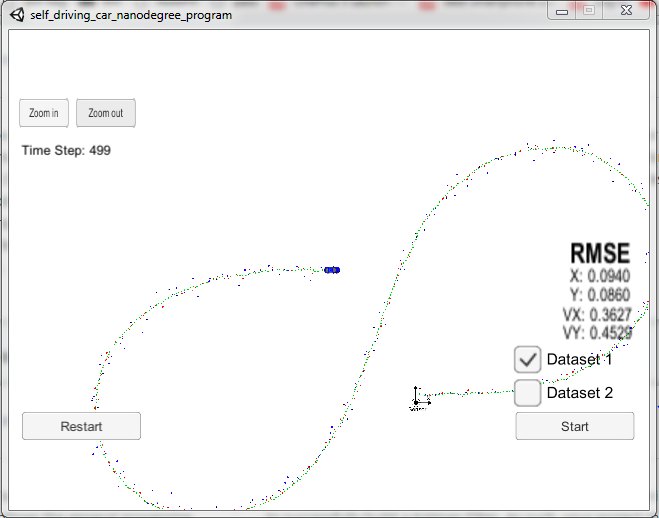 self_driving_car_nanodegree_program
Zoom in
Zoom out
Time Step: 499
RMSE
X: 0.0940
Y: 0.0860
VX: 0.3627
VY: 0.4529
Dataset 1
Dataset 2
Restart
Start